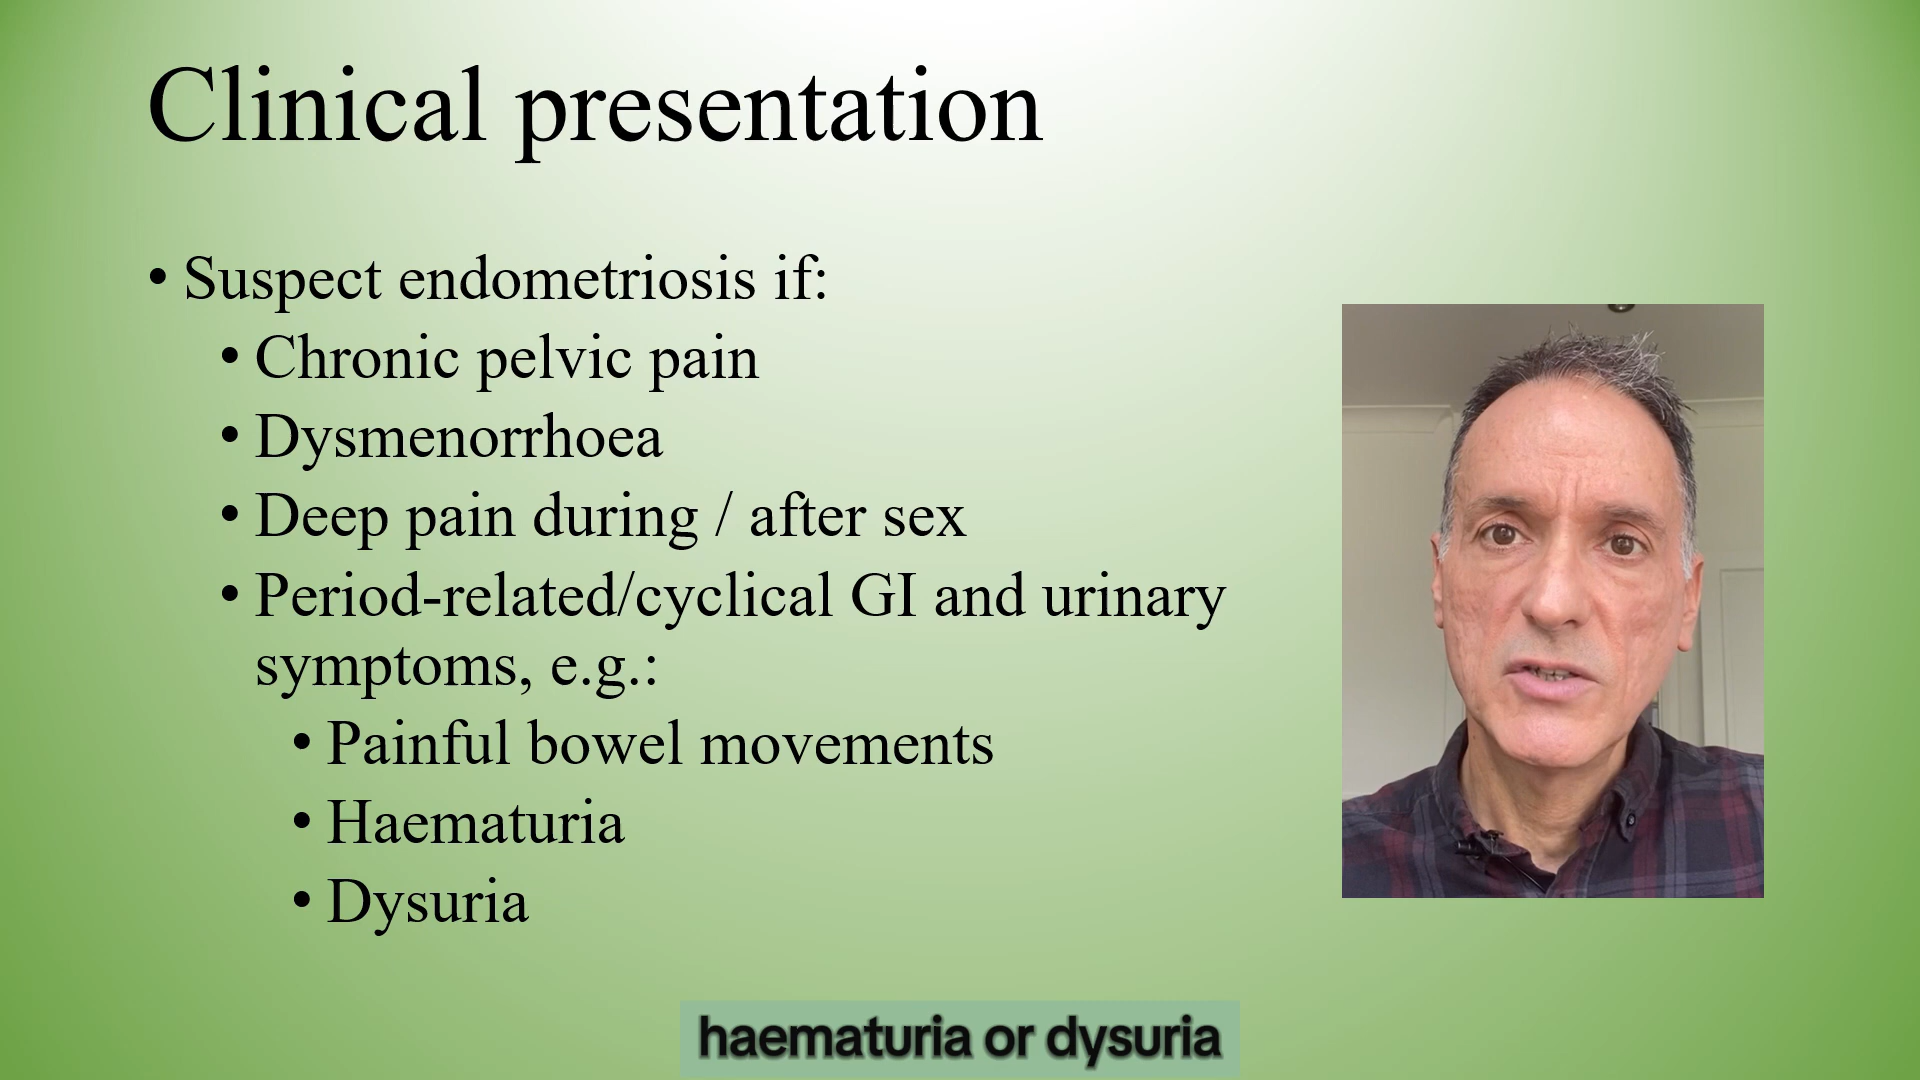 Clinical presentation
• Suspect endometriosis if:
• Chronic pelvic pain
• Dysmenorrhoea
• Deep pain during / after sex
• Period-related/cyclical GI and urinary
symptoms, e.g.:
• Painful bowel movements
• Haematuria
• Dysuria
haematuria or dysuria